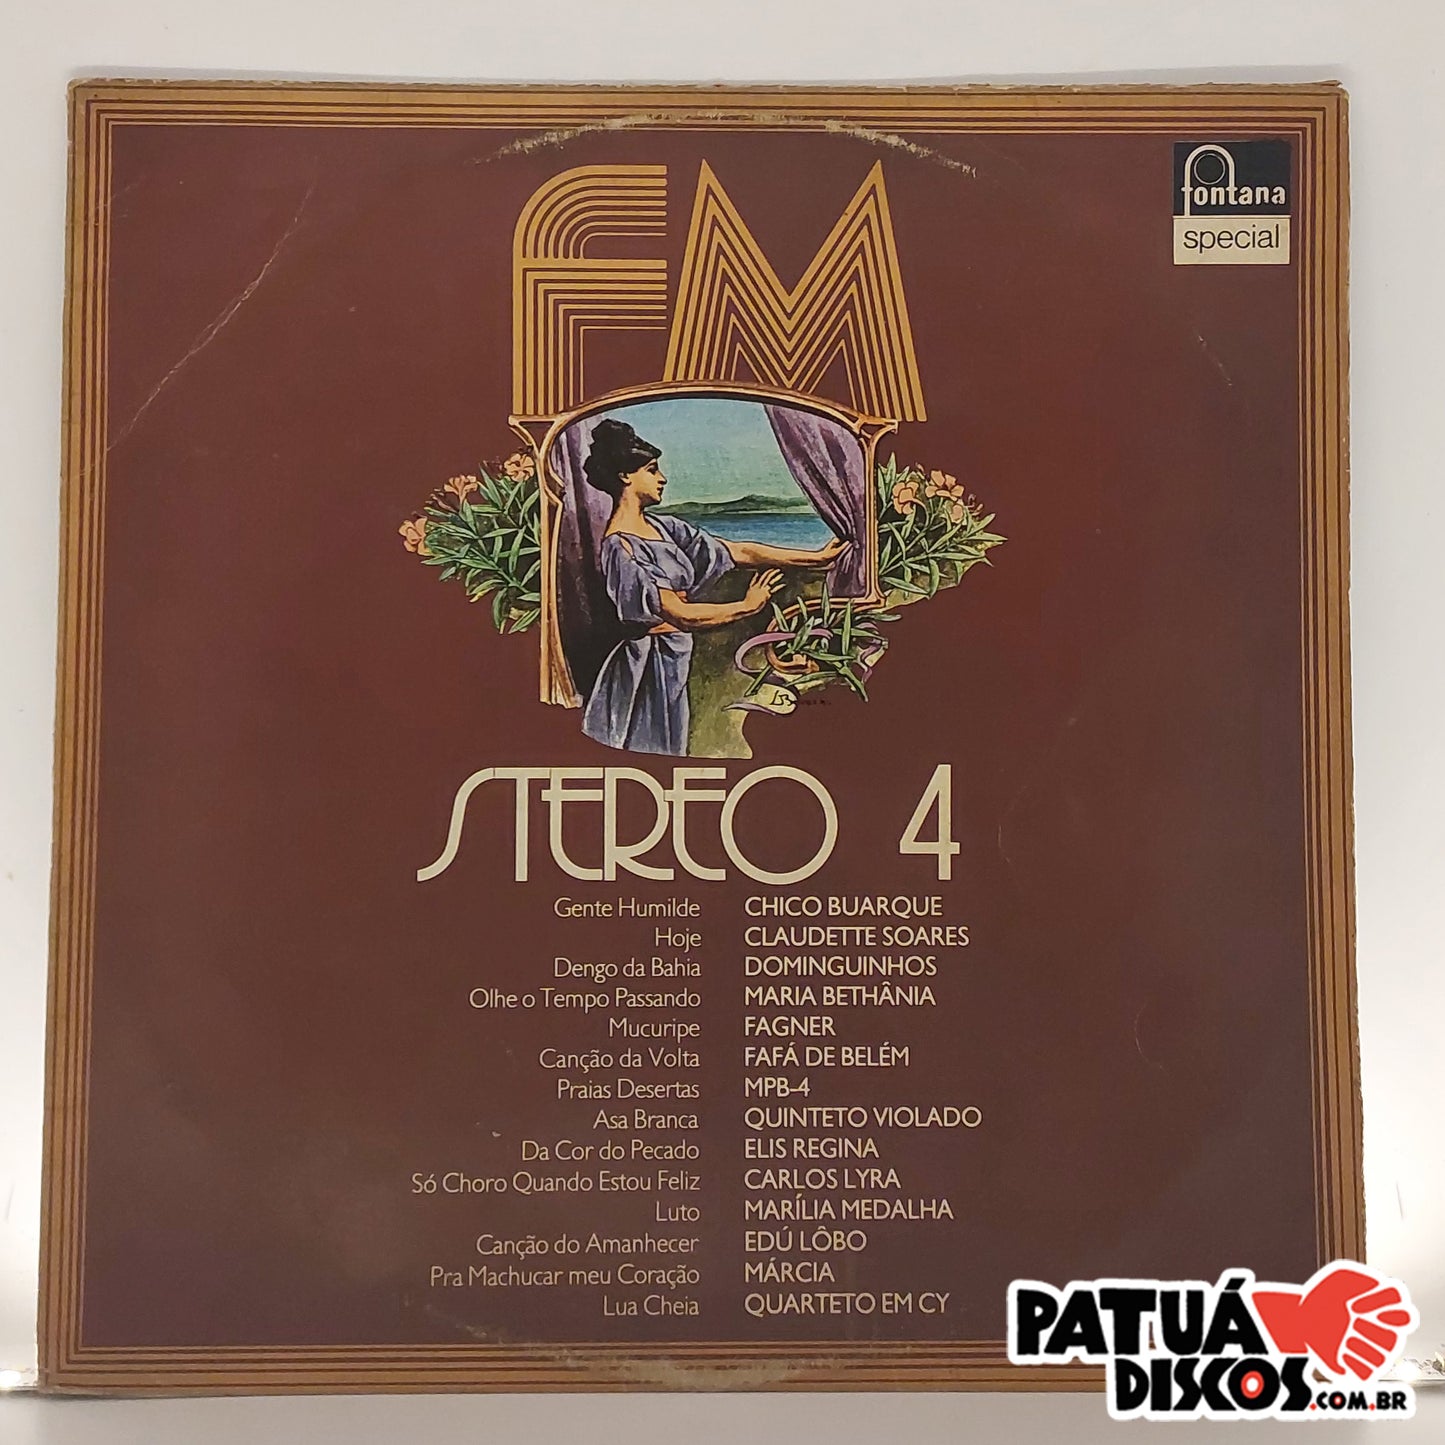 FM
fontana
special
STEREO 4
Gente Humilde CHICO BUARQUE
Hoje CLAUDETTE SOARES
Dengo da Bahia DOMINGUINHOS
Olhe o Tempo Passando MARIA BETHÂNIA
Mucuripe FAGNER
Canção da Volta FAFÁ DE BELÉM
Praias Desertas MPB-4
Asa Branca QUINTETO VIOLADO
Da Cor do Pecado ELIS REGINA
Só Choro Quando Estou Feliz CARLOS LYRA
Luto MARÍLIA MEDALHA
Canção do Amanhecer EDÚ LÔBO
Pra Machucar meu Coração MÁRCIA
Lua Cheia QUARTETO EM CY
PATUÁ
DISCOS.COM.BR